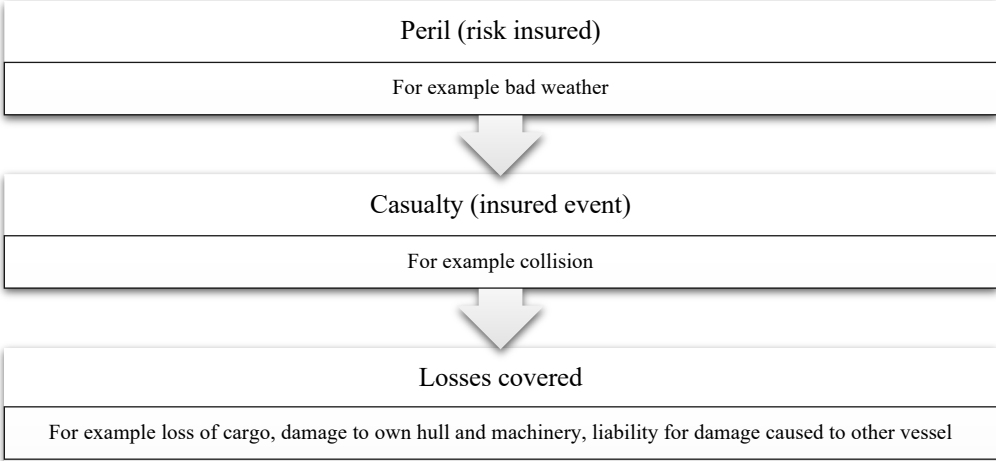 Peril (risk insured)
For example bad weather
Casualty (insured event)
For example collision
Losses covered
For example loss of cargo, damage to own hull and machinery, liability for damage caused to other vessel